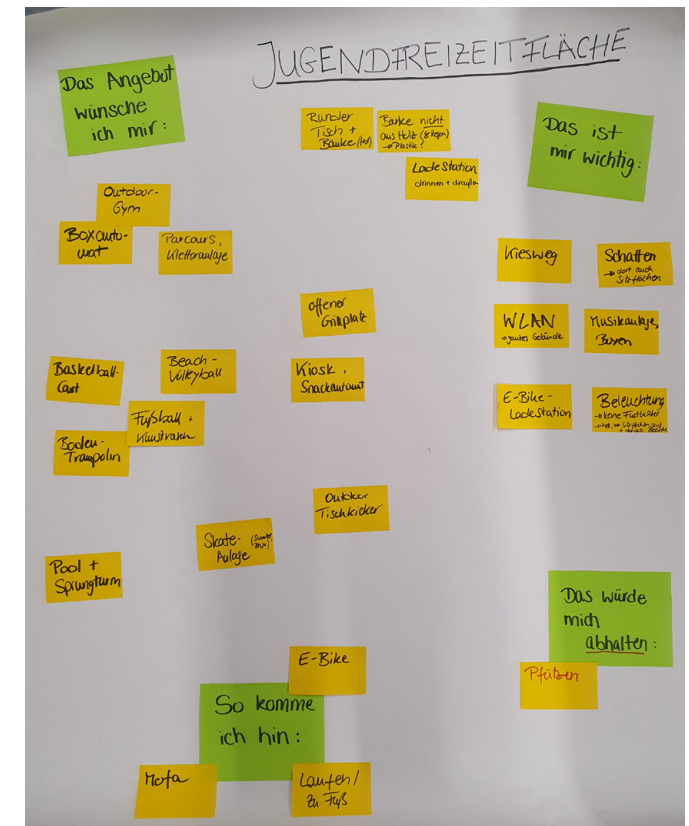 JUGENDFREIZEITFLÄCHE
Das Angebot
wünsche
ich mir:
Runder
Tisch +
Bänke
Bänke nicht
aus Holz
→ Plastik?
Ladestation
drinnen + draußen
Das ist
mir wichtig:
Outdoor-
Gym
Boxauto-
mat
Parcours,
Kletteranlage
Kiesweg
Schatten
→ dort auch
Sitzflächen
offener
Grillplatz
WLAN
→ ganzes Gelände
Musikanlage,
Boxen
Basketball-
Court
Beach-
Volleyball
Kiosk,
Snackautomat
Fußball +
Kunstrasen
E-Bike-
Ladestation
Beleuchtung
→ keine Flutlichter
Boden-
Trampolin
Outdoor
Tischkicker
Skate-
Anlage
Pool +
Sprungturm
Das würde
mich
abhalten:
Pfützen
E-Bike
So komme
ich hin:
Mofa
Laufen /
Zu Fuß